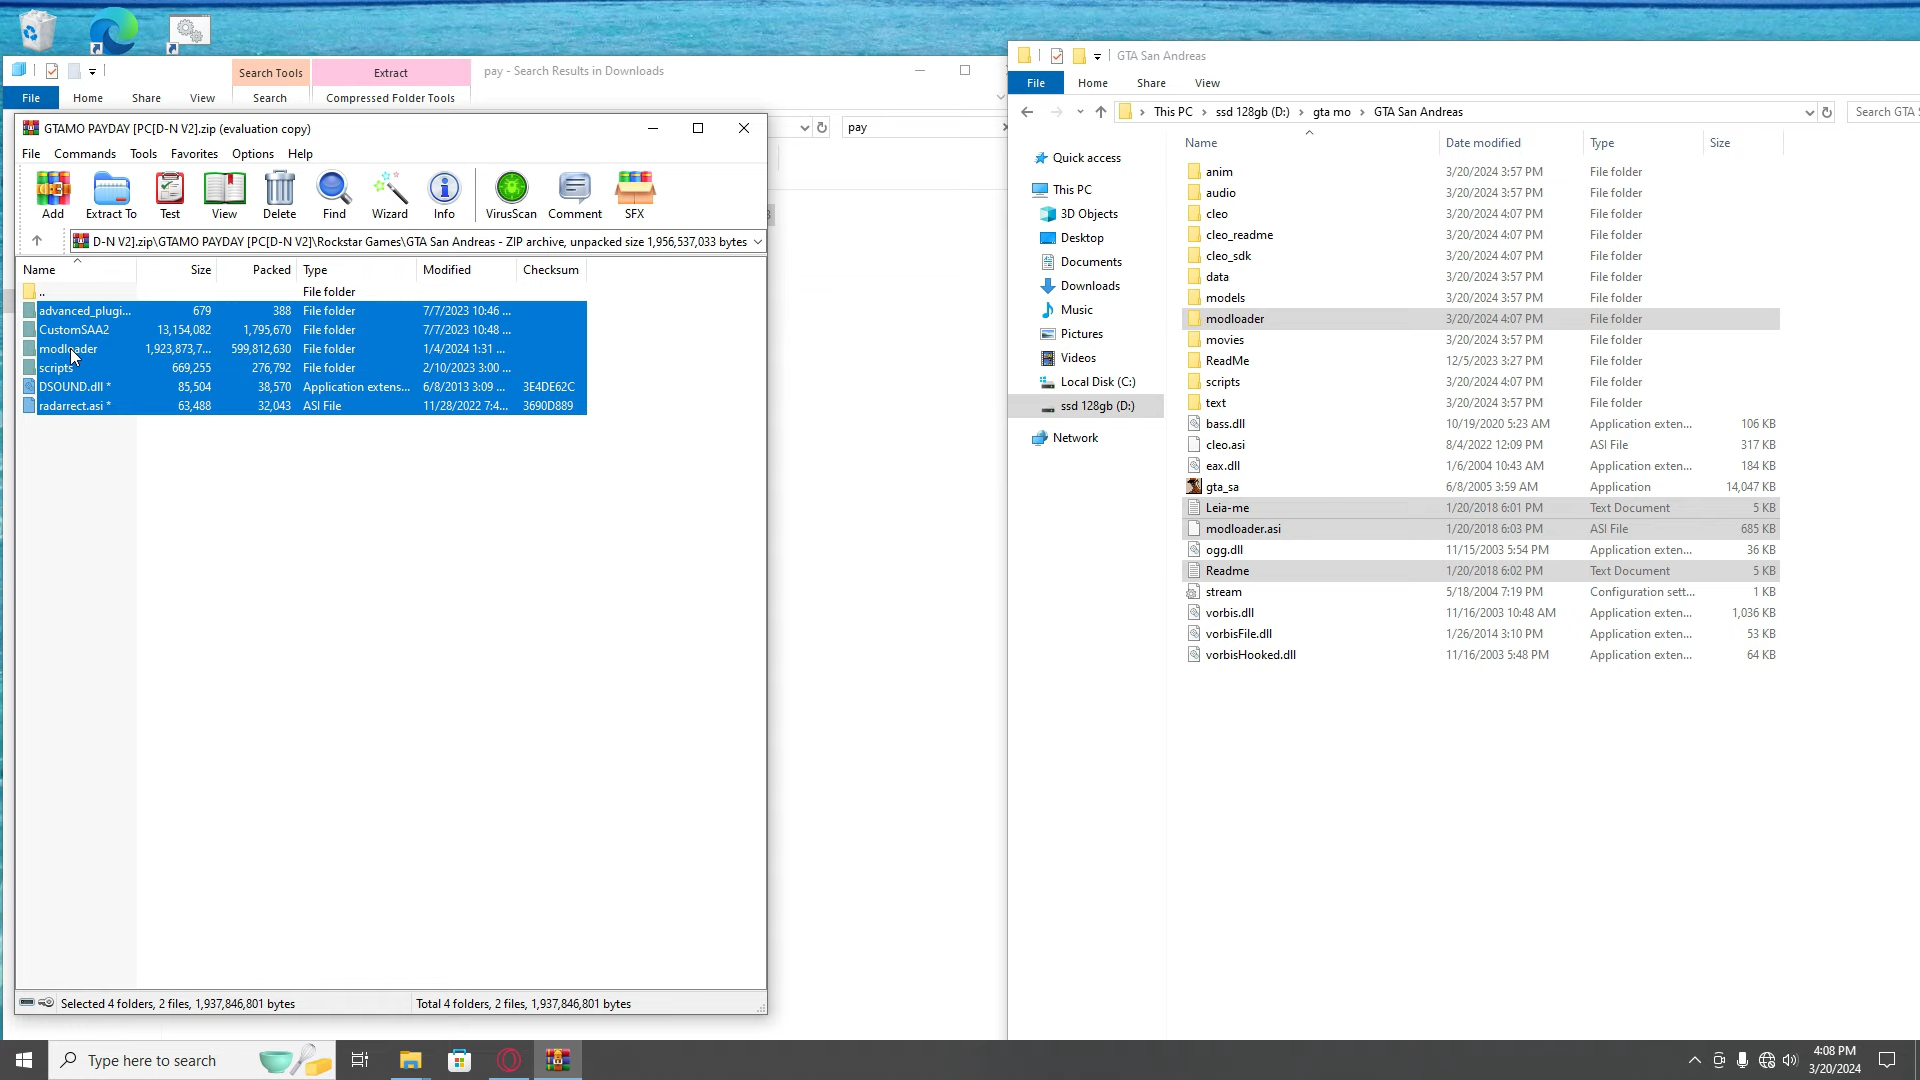 Search Tools
Extract
pay - Search Results in Downloads
File
Home
Share
View
Search
Compressed Folder Tools
pay
GTAMO PAYDAY [PC[D-N V2].zip (evaluation copy)
File
Commands
Tools
Favorites
Options
Help
Add
Extract To
Test
View
Delete
Find
Wizard
Info
VirusScan
Comment
SFX
D-N V2].zip\GTAMO PAYDAY [PC[D-N V2]\Rockstar Games\GTA San Andreas - ZIP archive, unpacked size 1,956,537,033 bytes
Name Size Packed Type Modified Checksum
.. File folder
advanced_plugi... 679 388 File folder 7/7/2023 10:46 ...
CustomSAA2 13,154,082 1,795,670 File folder 7/7/2023 10:48 ...
modloader 1,923,873,7... 599,812,630 File folder 1/4/2024 1:31 ...
scripts 669,255 276,792 File folder 2/10/2023 3:00 ...
DSOUND.dll * 85,504 38,570 Application extens... 6/8/2013 3:09 ... 3E4DE62C
radarrect.asi * 63,488 32,043 ASI File 11/28/2022 7:4... 3690D889
Selected 4 folders, 2 files, 1,937,846,801 bytes
Total 4 folders, 2 files, 1,937,846,801 bytes
GTA San Andreas
File
Home
Share
View
This PC > ssd 128gb (D:) > gta mo > GTA San Andreas
Search GTA S
Quick access
This PC
3D Objects
Desktop
Documents
Downloads
Music
Pictures
Videos
Local Disk (C:)
ssd 128gb (D:)
Network
Name Date modified Type Size
anim 3/20/2024 3:57 PM File folder
audio 3/20/2024 3:57 PM File folder
cleo 3/20/2024 4:07 PM File folder
cleo_readme 3/20/2024 4:07 PM File folder
cleo_sdk 3/20/2024 4:07 PM File folder
data 3/20/2024 3:57 PM File folder
models 3/20/2024 3:57 PM File folder
modloader 3/20/2024 4:07 PM File folder
movies 3/20/2024 3:57 PM File folder
ReadMe 12/5/2023 3:27 PM File folder
scripts 3/20/2024 4:07 PM File folder
text 3/20/2024 3:57 PM File folder
bass.dll 10/19/2020 5:23 AM Application exten... 106 KB
cleo.asi 8/4/2022 12:09 PM ASI File 317 KB
eax.dll 1/6/2004 10:43 AM Application exten... 184 KB
gta_sa 6/8/2005 3:59 AM Application 14,047 KB
Leia-me 1/20/2018 6:01 PM Text Document 5 KB
modloader.asi 1/20/2018 6:03 PM ASI File 685 KB
ogg.dll 11/15/2003 5:54 PM Application exten... 36 KB
Readme 1/20/2018 6:02 PM Text Document 5 KB
stream 5/18/2004 7:19 PM Configuration sett... 1 KB
vorbis.dll 11/16/2003 10:48 AM Application exten... 1,036 KB
vorbisFile.dll 1/26/2014 3:10 PM Application exten... 53 KB
vorbisHooked.dll 11/16/2003 5:48 PM Application exten... 64 KB
Type here to search
4:08 PM
3/20/2024